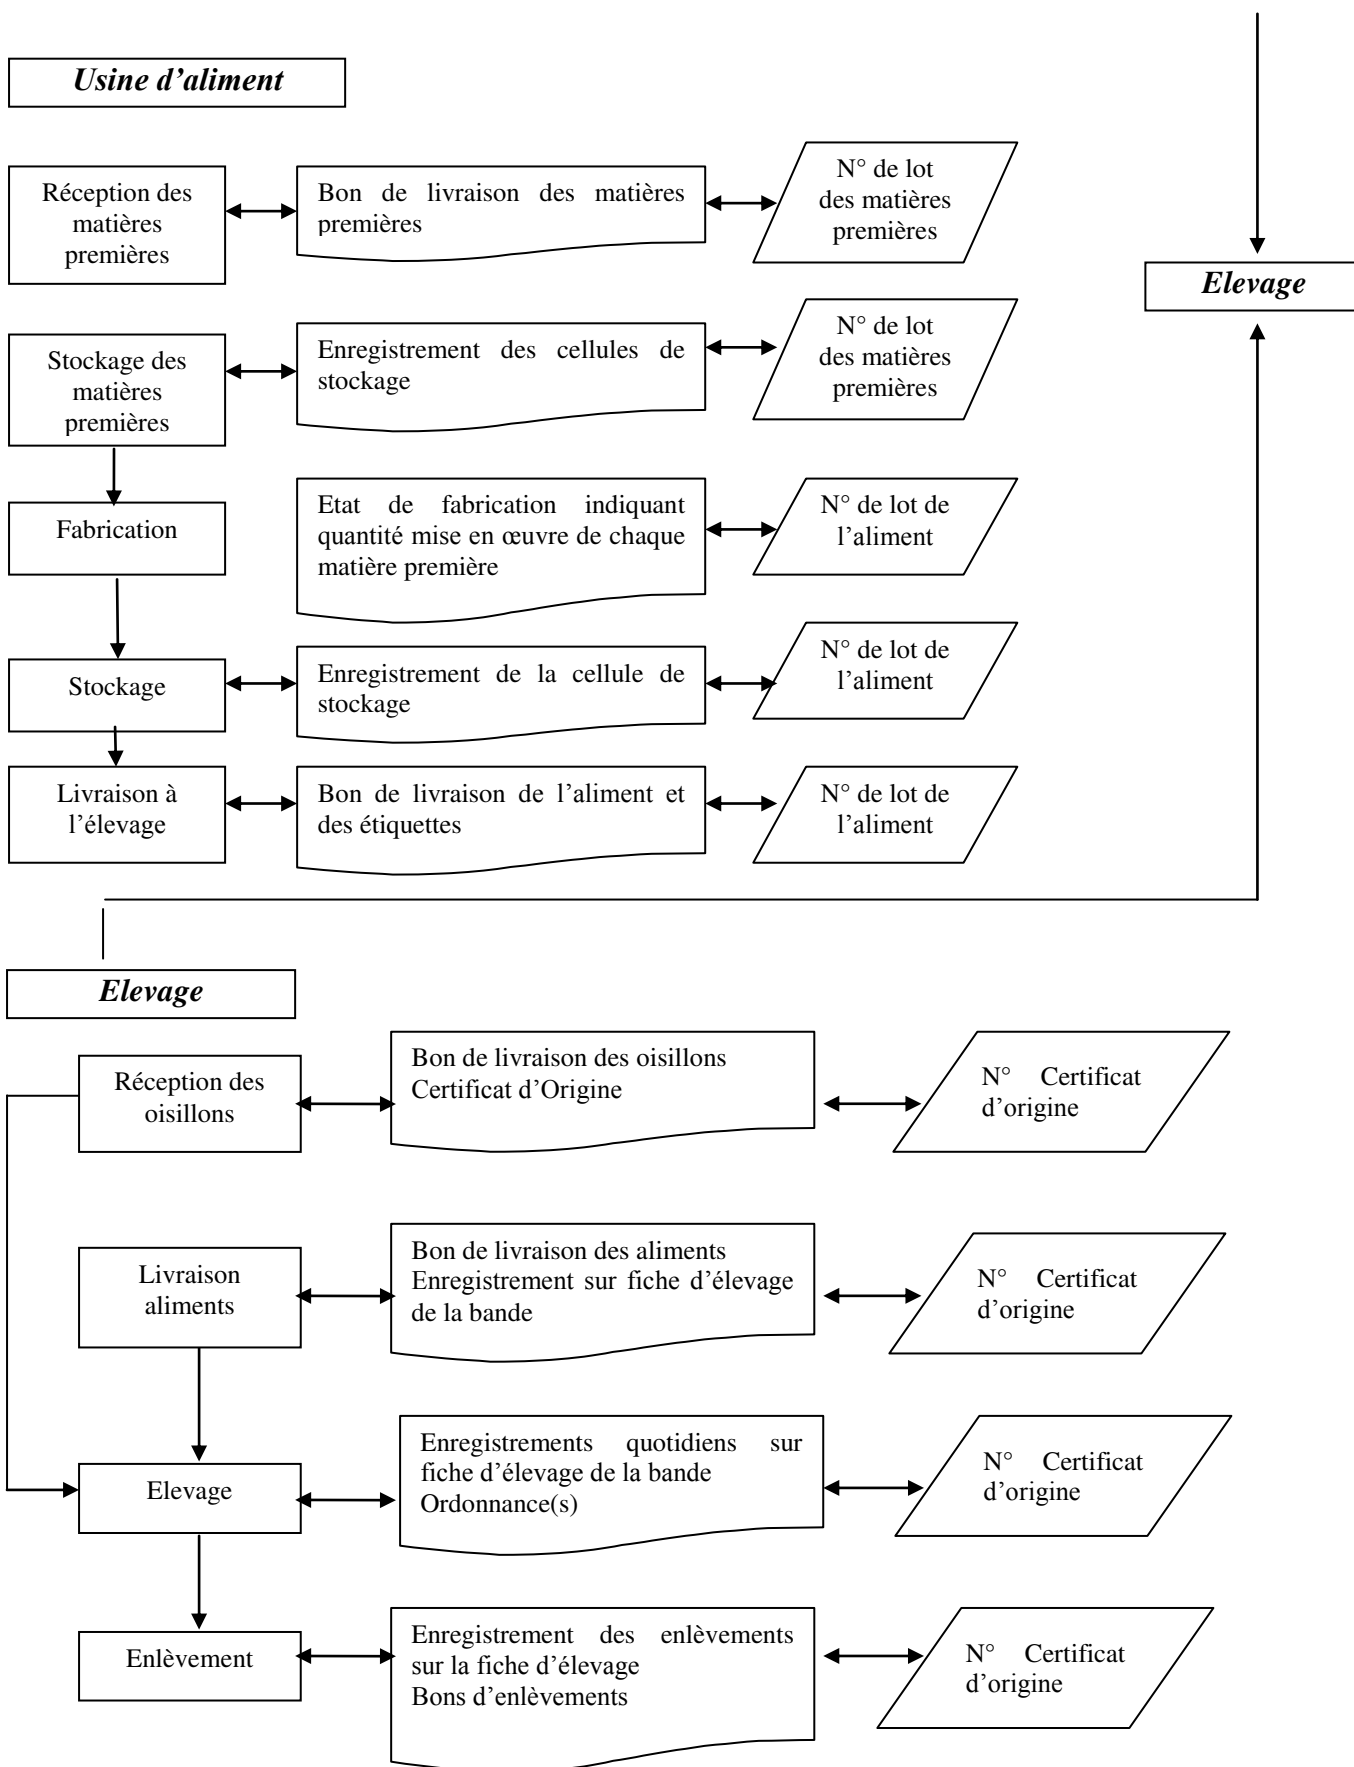 Usine d’aliment
Réception des
matières
premières
Bon de livraison des matières
premières
N° de lot
des matières
premières
Elevage
Stockage des
matières
premières
Enregistrement des cellules de
stockage
N° de lot
des matières
premières
Fabrication
Etat de fabrication indiquant
quantité mise en œuvre de chaque
matière première
N° de lot de
l’aliment
Stockage
Enregistrement de la cellule de
stockage
N° de lot de
l’aliment
Livraison à
l’élevage
Bon de livraison de l’aliment et
des étiquettes
N° de lot de
l’aliment
Elevage
Réception des
oisillons
Bon de livraison des oisillons
Certificat d’Origine
N° Certificat
d’origine
Livraison
aliments
Bon de livraison des aliments
Enregistrement sur fiche d’élevage
de la bande
N° Certificat
d’origine
Elevage
Enregistrements quotidiens sur
fiche d’élevage de la bande
Ordonnance(s)
N° Certificat
d’origine
Enlèvement
Enregistrement des enlèvements
sur la fiche d’élevage
Bons d’enlèvements
N° Certificat
d’origine